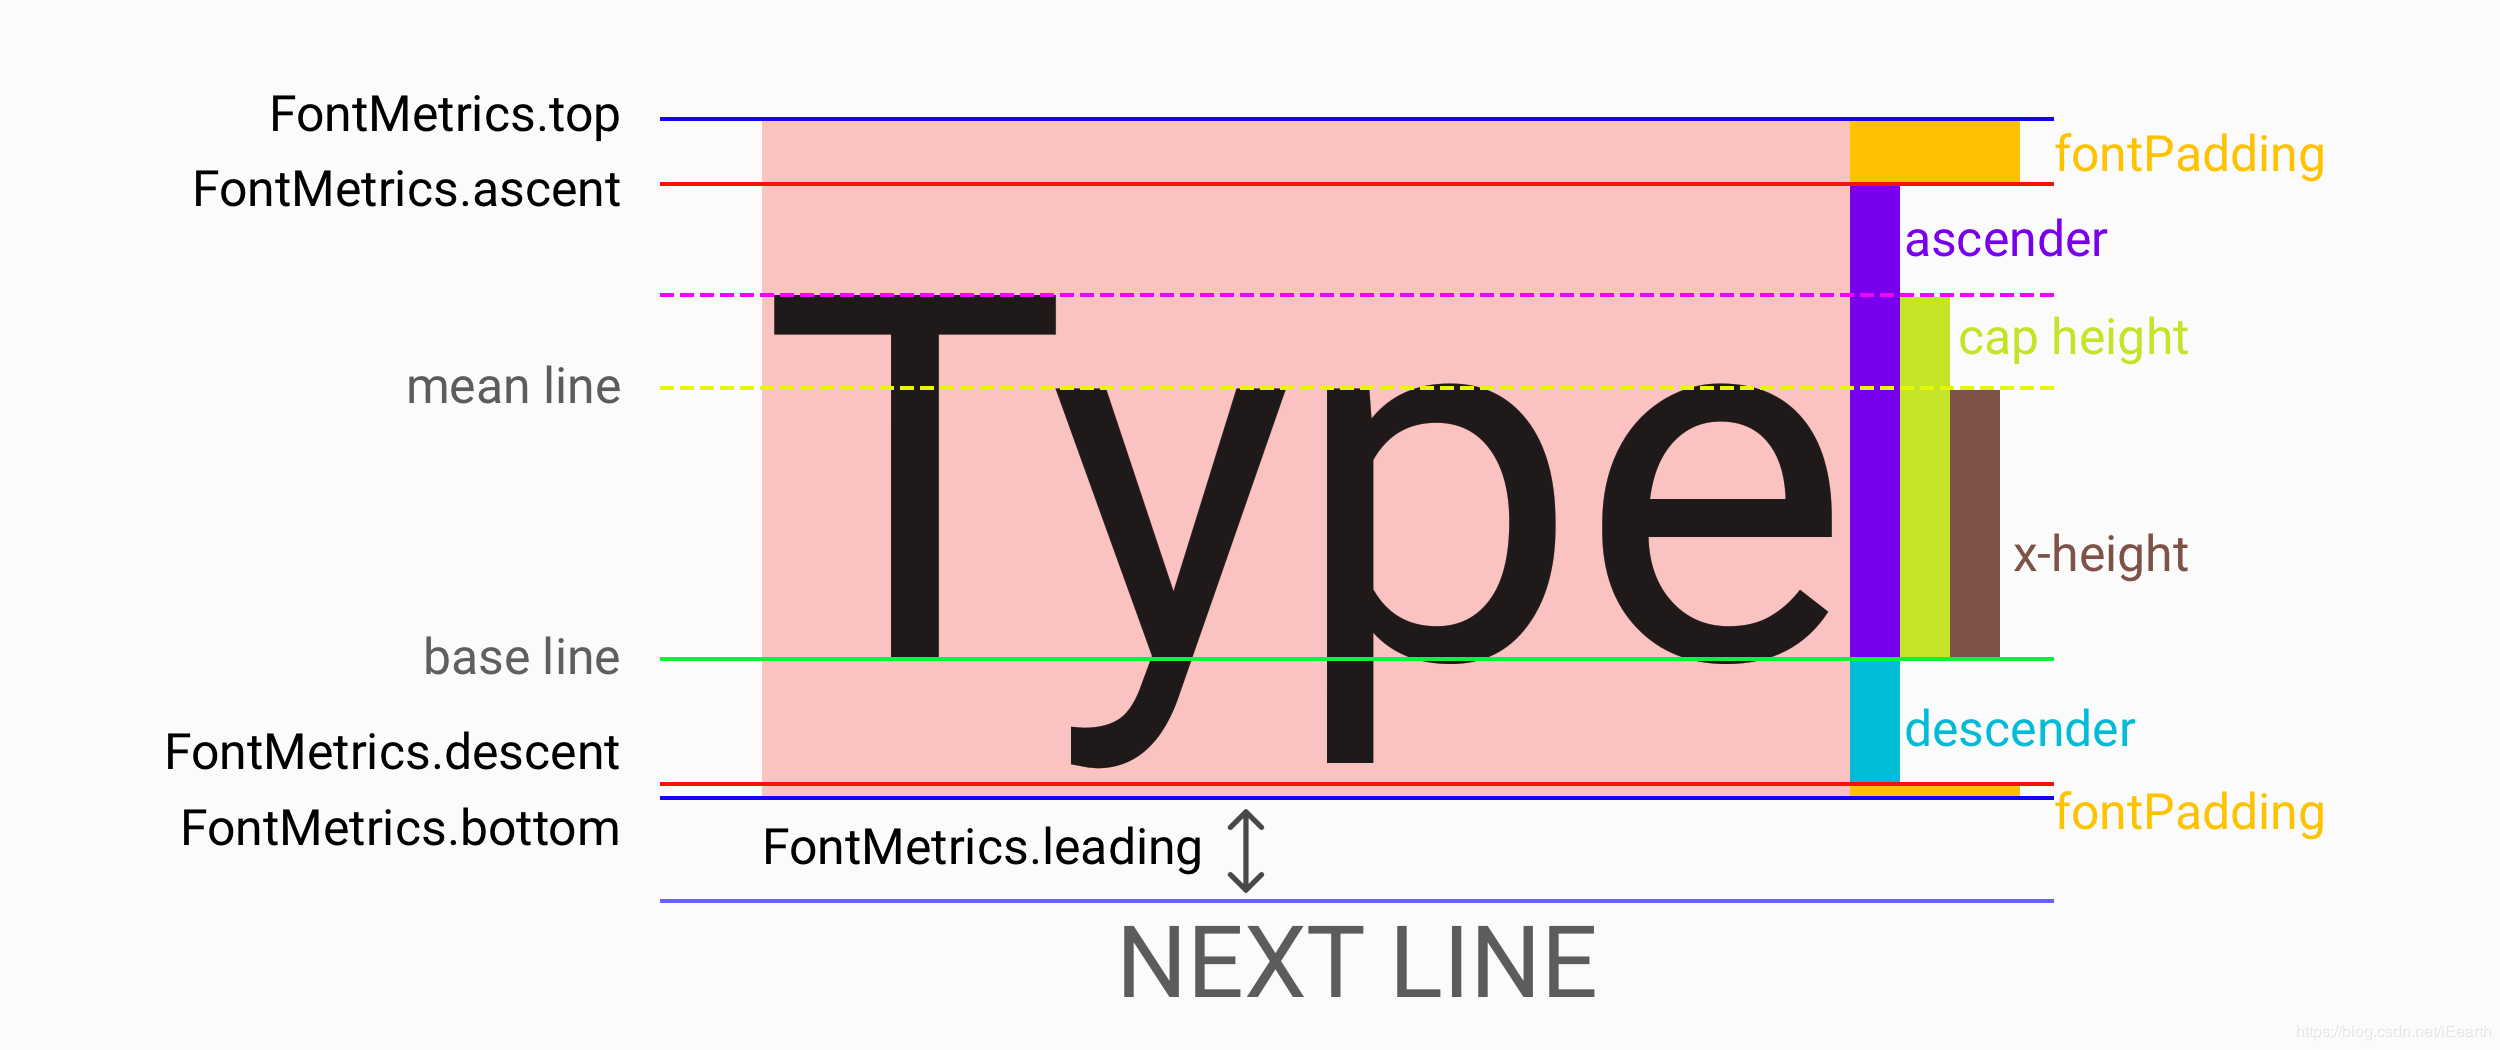 FontMetrics.top
fontPadding
FontMetrics.ascent
ascender
cap height
mean line
Type
x-height
base line
descender
FontMetrics.descent
fontPadding
FontMetrics.bottom
FontMetrics.leading
NEXT LINE
https://blog.csdn.net/iEearth